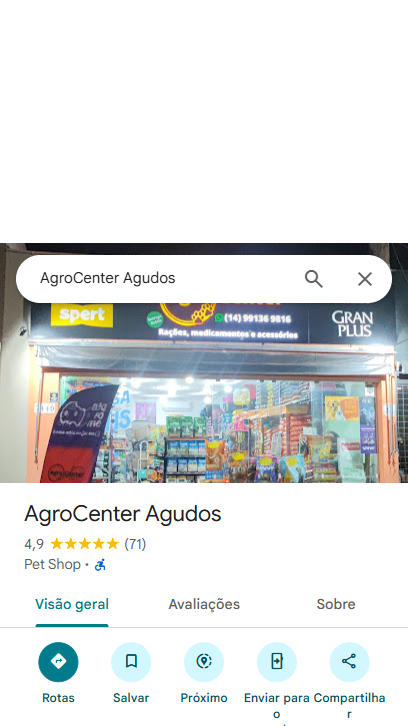 AgroCenter Agudos
spert
(14) 99136 9816
Rações, medicamentos e acessórios
GRAN
PLUS
AgroCenter Agudos
4,9 (71)
Pet Shop •
Visão geral
Avaliações
Sobre
Rotas
Salvar
Próximo
Enviar para o
Compartilhar